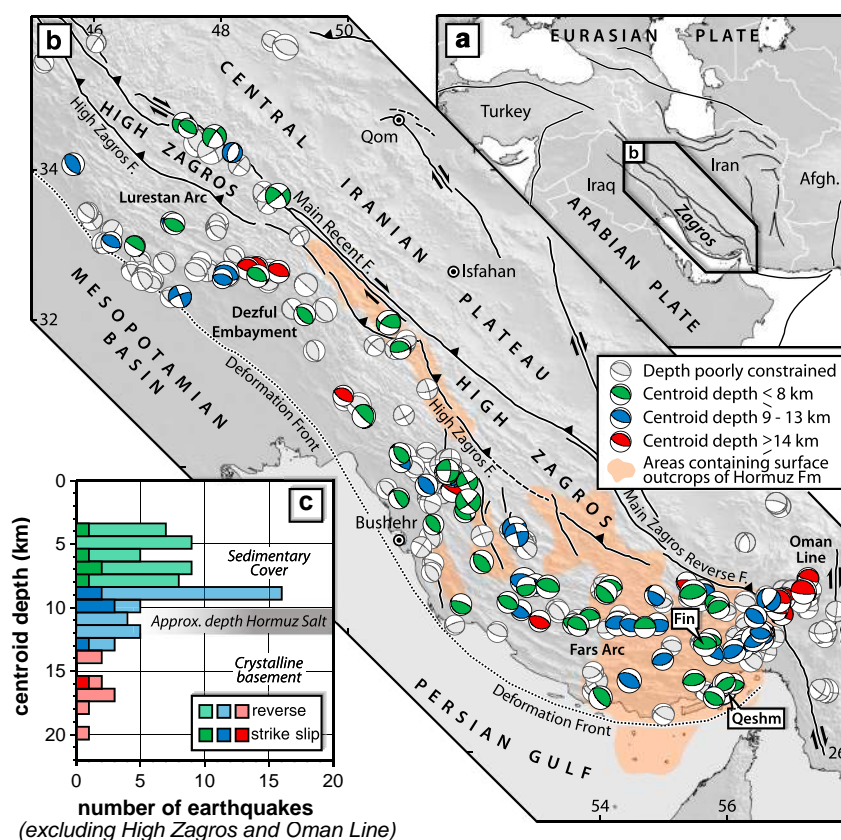 b
48
50
46
34
32
CENTRAL
IRANIAN
PLATEAU
HIGH ZAGROS
High Zagros F.
Lurestan Arc
Main Recent F.
Qom
Isfahan
Dezful
Embayment
MESOPOTAMIAN
BASIN
Deformation Front
HIGH ZAGROS
High Zagros F.
Main Zagros Reverse F.
Bushehr
Oman
Line
Fin
Fars Arc
Qeshm
Deformation Front
PERSIAN GULF
54
56
26
a
EURASIAN PLATE
Turkey
b
Iran
Iraq
Afgh.
Zagros
ARABIAN PLATE
Depth poorly constrained
Centroid depth ≤ 8 km
Centroid depth 9 - 13 km
Centroid depth ≥14 km
Areas containing surface
outcrops of Hormuz Fm
c
centroid depth (km)
0
5
10
15
20
Sedimentary
Cover
Approx. depth Hormuz Salt
Crystalline
basement
reverse
strike slip
0 5 10 15 20
number of earthquakes
(excluding High Zagros and Oman Line)